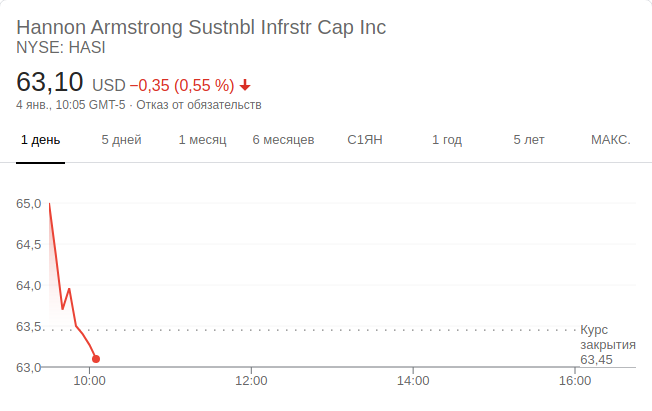 Hannon Armstrong Sustnbl Infrstr Cap Inc
NYSE: HASI
63,10 USD −0,35 (0,55 %)
4 янв., 10:05 GMT-5 · Отказ от обязательств
1 день 5 дней 1 месяц 6 месяцев С1ЯН 1 год 5 лет МАКС.
65,0
64,5
64,0
63,5
63,0
Курс
закрытия
63,45
10:00 12:00 14:00 16:00